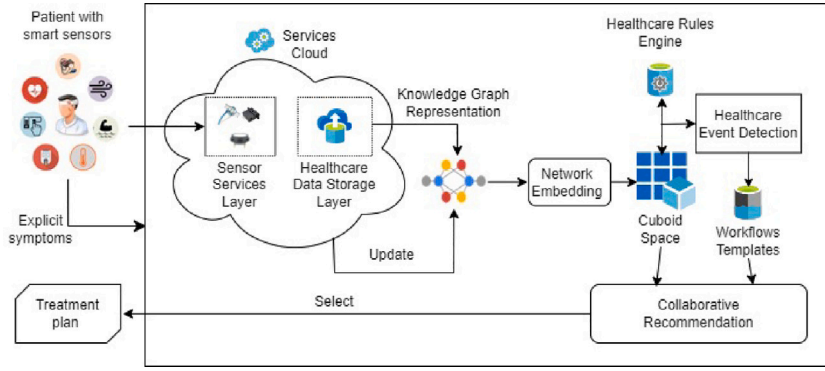 Patient with
smart sensors
Services
Cloud
Healthcare Rules
Engine
Knowledge Graph
Representation
Healthcare
Event Detection
Sensor
Services
Layer
Healthcare
Data Storage
Layer
Network
Embedding
Cuboid
Space
Workflows
Templates
Explicit
symptoms
Update
Treatment
plan
Select
Collaborative
Recommendation